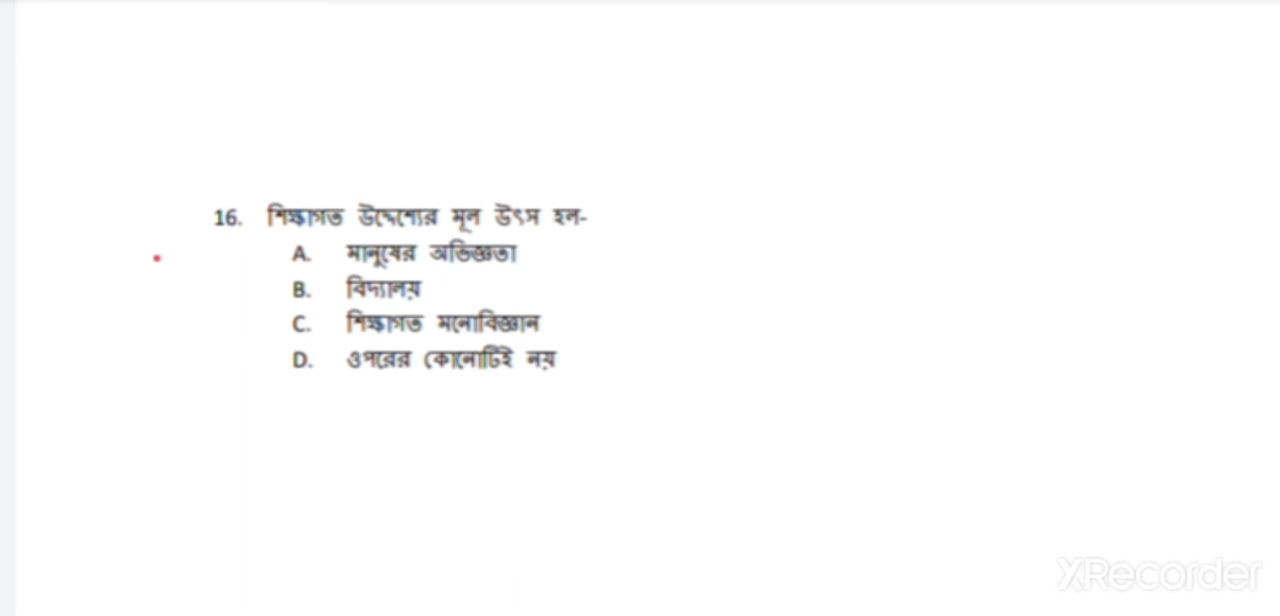 16. শিক্ষাগত উদ্দেশ্যের মূল উৎস হল-
A. মানুষের অভিজ্ঞতা
B. বিদ্যালয়
C. শিক্ষাগত মনোবিজ্ঞান
D. ওপরের কোনোটিই নয়
XRecorder